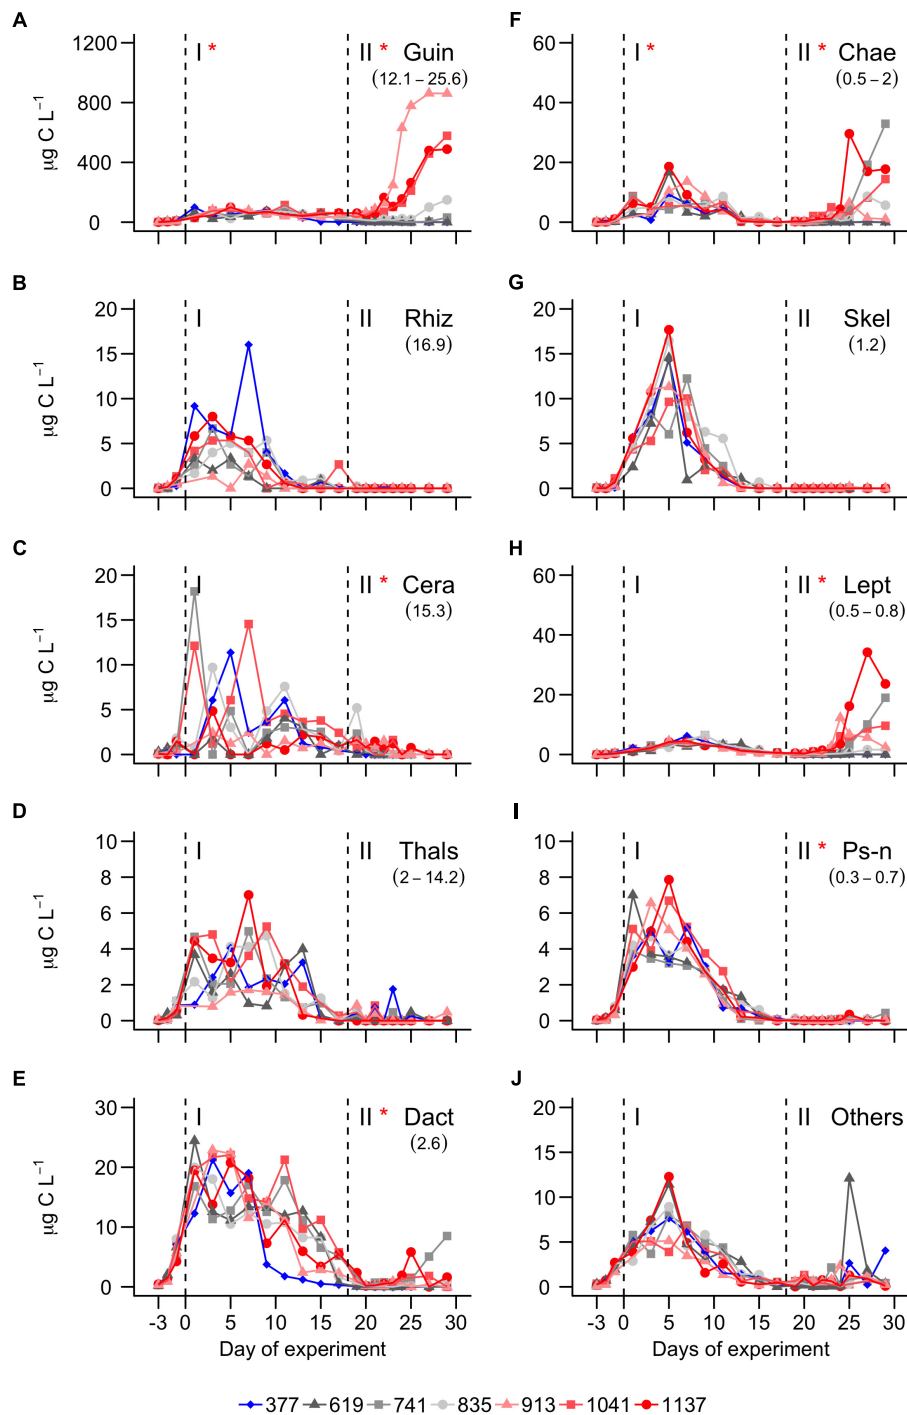 A
I * II * Guin
(12.1 – 25.6)
1200
800
400
0
µg C L⁻¹
F
I * II * Chae
(0.5 – 2)
60
40
20
0
B
I II Rhiz
(16.9)
20
15
10
5
0
µg C L⁻¹
G
I II Skel
(1.2)
20
15
10
5
0
C
I II * Cera
(15.3)
20
15
10
5
0
µg C L⁻¹
H
I II * Lept
(0.5 – 0.8)
60
40
20
0
D
I II Thals
(2 – 14.2)
10
8
6
4
2
0
µg C L⁻¹
I
I II * Ps-n
(0.3 – 0.7)
10
8
6
4
2
0
E
I II * Dact
(2.6)
30
20
10
0
µg C L⁻¹
-3 0 5 10 15 20 25 30
Day of experiment
J
I II Others
20
15
10
5
0
-3 0 5 10 15 20 25 30
Days of experiment
377 619 741 835 913 1041 1137